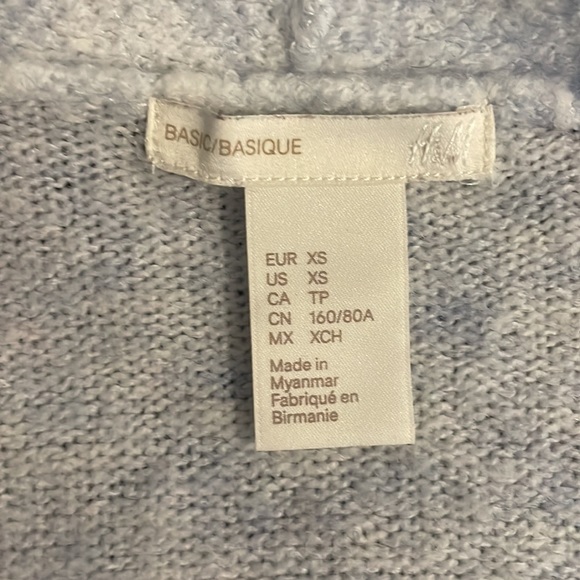 BASIC/BASIQUE H&M
EUR XS
US XS
CA TP
CN 160/80A
MX XCH
Made in
Myanmar
Fabriqué en
Birmanie